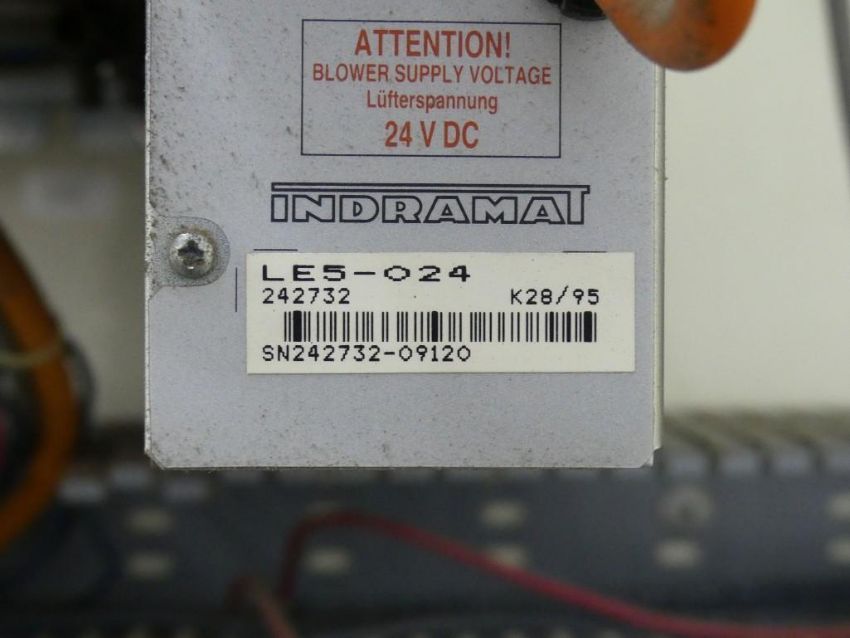 ATTENTION!
BLOWER SUPPLY VOLTAGE
Lüfterspannung
24 V DC
INDRAMAT
LE5-024
242732 K28/95
SN242732-09120